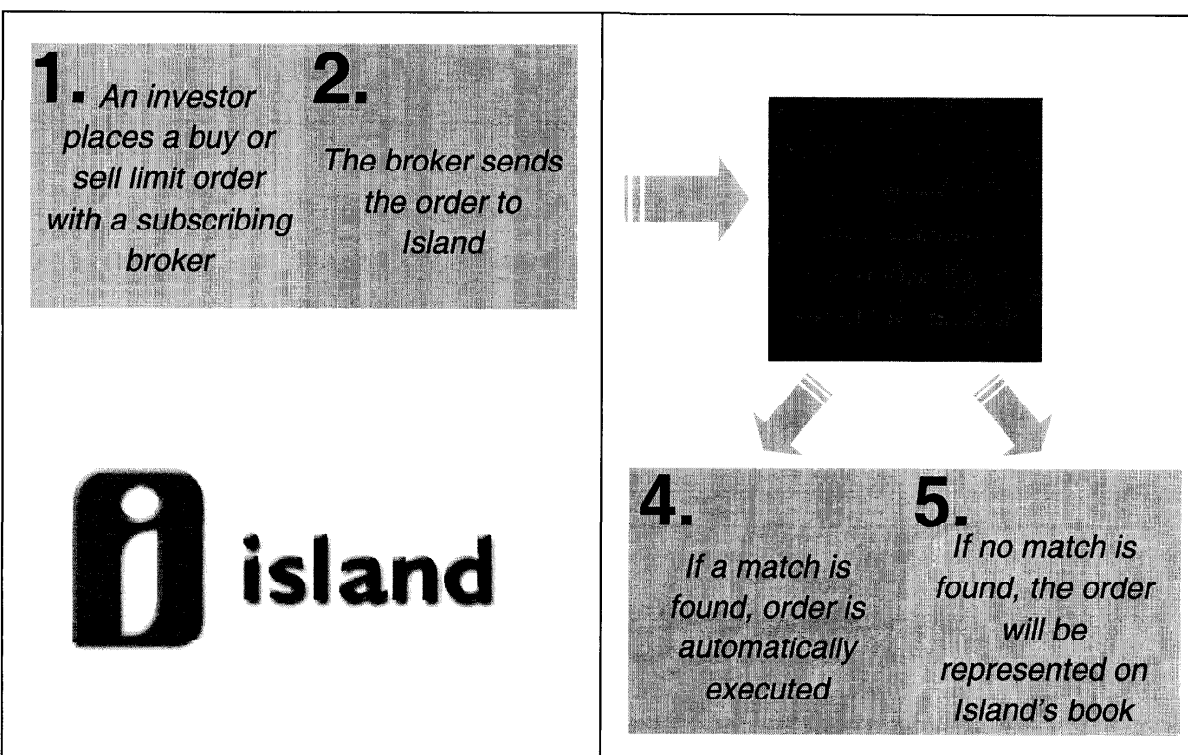 1. An investor
places a buy or
sell limit order
with a subscribing
broker
2.
The broker sends
the order to
Island
island
4.
If a match is
found, order is
automatically
executed
5.
If no match is
found, the order
will be
represented on
Island's book